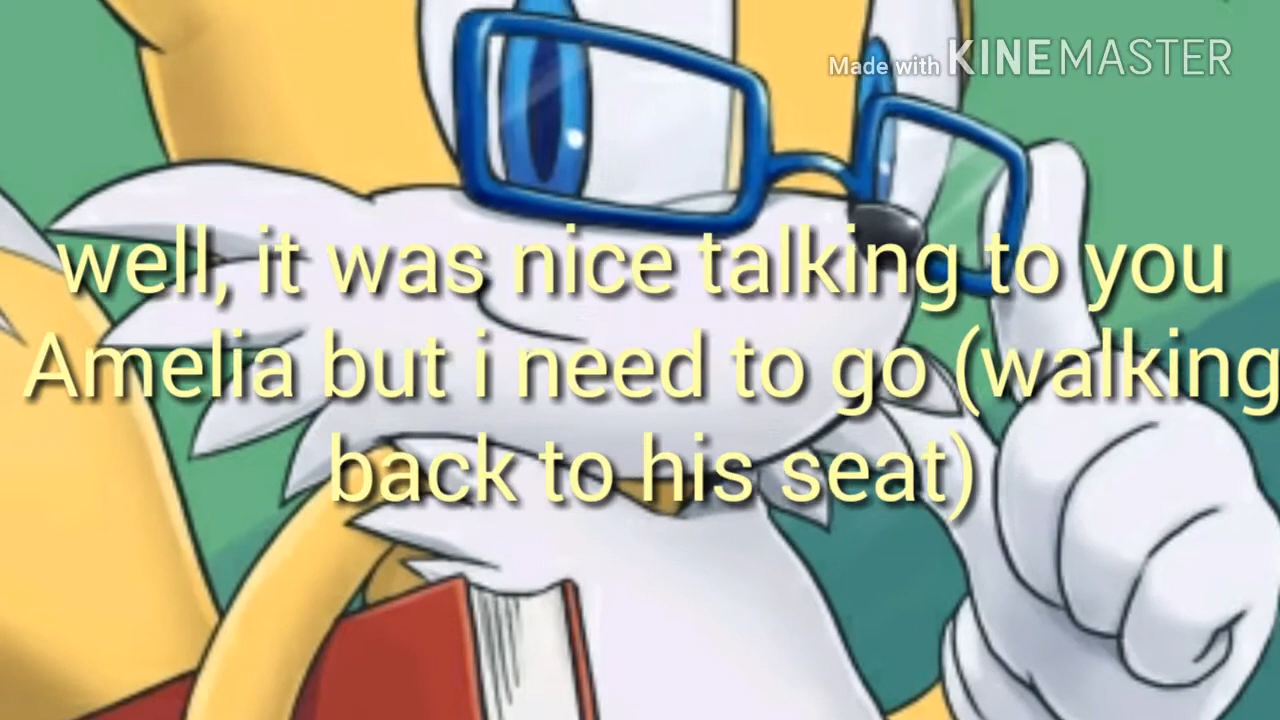 Made with KINEMASTER
well, it was nice talking to you
Amelia but i need to go (walking
back to his seat)